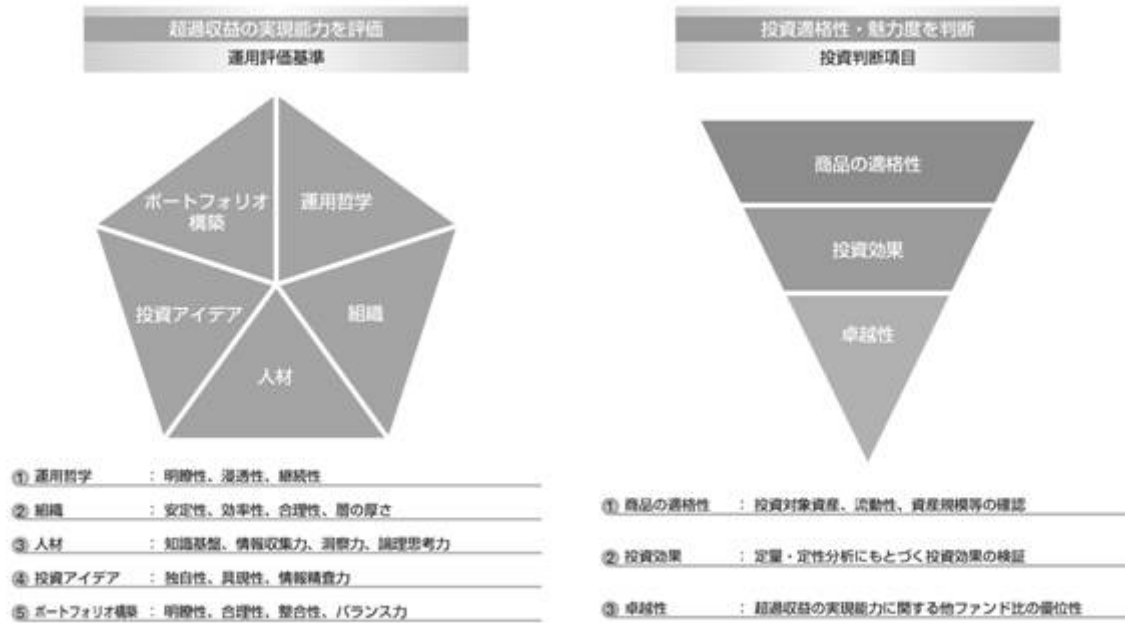 超過収益の実現能力を評価
運用評価基準
ポートフォリオ
構築
運用哲学
投資アイデア
組織
人材
① 運用哲学 : 明瞭性、浸透性、継続性
② 組織 : 安定性、効率性、合理性、層の厚さ
③ 人材 : 知識基盤、情報収集力、洞察力、論理思考力
④ 投資アイデア : 独自性、具現性、情報精査力
⑤ ポートフォリオ構築 : 明瞭性、合理性、整合性、バランス力
投資適格性・魅力度を判断
投資判断項目
商品の適格性
投資効果
卓越性
① 商品の適格性 : 投資対象資産、流動性、資産規模等の確認
② 投資効果 : 定量・定性分析にもとづく投資効果の検証
③ 卓越性 : 超過収益の実現能力に関する他ファンド比の優位性